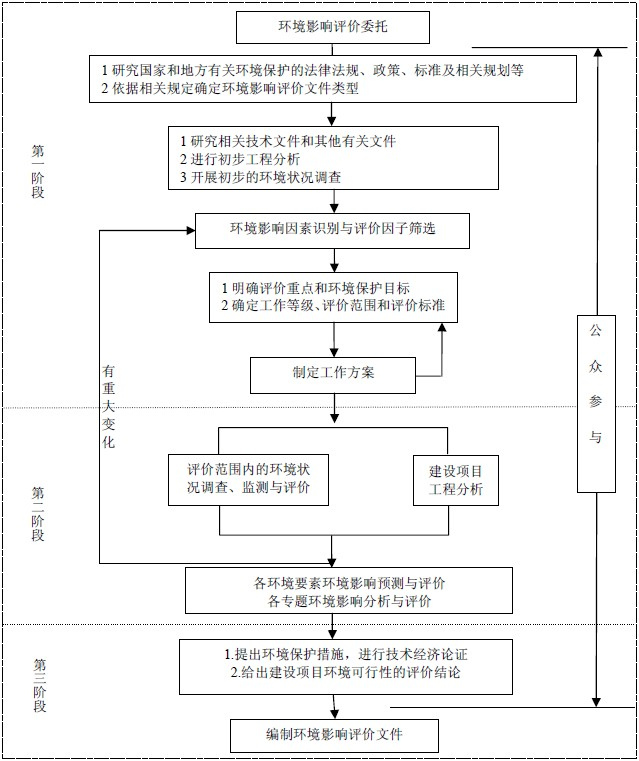 环境影响评价委托
1 研究国家和地方有关环境保护的法律法规、政策、标准及相关规划等
2 依据相关规定确定环境影响评价文件类型
1 研究相关技术文件和其他有关文件
2 进行初步工程分析
3 开展初步的环境状况调查
第一阶段
环境影响因素识别与评价因子筛选
1 明确评价重点和环境保护目标
2 确定工作等级、评价范围和评价标准
制定工作方案
有重大变化
公众参与
评价范围内的环境状
况调查、监测与评价
建设项目
工程分析
第二阶段
各环境要素环境影响预测与评价
各专题环境影响分析与评价
1.提出环境保护措施，进行技术经济论证
2.给出建设项目环境可行性的评价结论
第三阶段
编制环境影响评价文件